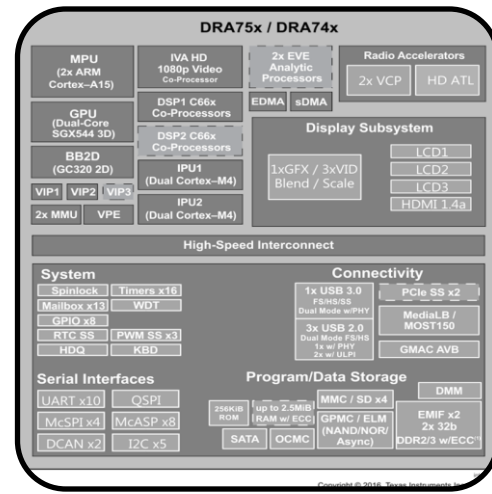 DRA75x / DRA74x
MPU
(2x ARM
Cortex–A15)
GPU
(Dual-Core
SGX544 3D)
BB2D
(GC320 2D)
VIP1
VIP2
VIP3
2x MMU
VPE
IVA HD
1080p Video
Co-Processor
DSP1 C66x
Co-Processors
DSP2 C66x
Co-Processors
IPU1
(Dual Cortex–M4)
IPU2
(Dual Cortex–M4)
2x EVE
Analytic
Processors
EDMA
sDMA
Radio Accelerators
2x VCP
HD ATL
Display Subsystem
1xGFX / 3xVID
Blend / Scale
LCD1
LCD2
LCD3
HDMI 1.4a
High-Speed Interconnect
System
Spinlock
Timers x16
Mailbox x13
WDT
GPIO x8
RTC SS
PWM SS x3
HDQ
KBD
Connectivity
1x USB 3.0
FS/HS/SS
Dual Mode w/PHY
3x USB 2.0
Dual Mode FS/HS
1x w/ PHY
2x w/ ULPI
PCIe SS x2
MediaLB /
MOST150
GMAC AVB
Serial Interfaces
UART x10
QSPI
McSPI x4
McASP x8
DCAN x2
I2C x5
Program/Data Storage
256KiB
ROM
up to 2.5MiB
RAM w/ ECC
SATA
OCMC
MMC / SD x4
GPMC / ELM
(NAND/NOR/
Async)
DMM
EMIF x2
2x 32b
DDR2/3 w/ECC(1)
Copyright © 2016, Texas Instruments